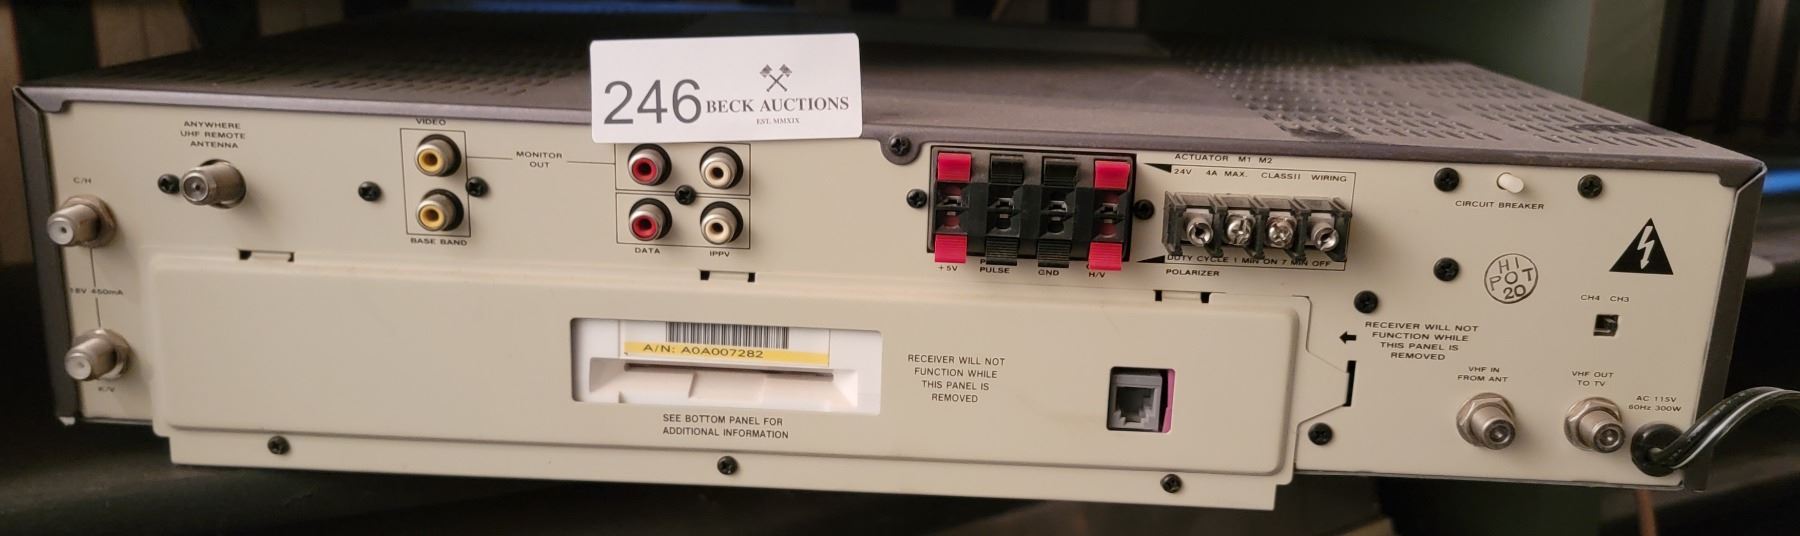 246
BECK AUCTIONS
EST. MMXIX
ANYWHERE
UHF REMOTE
ANTENNA
VIDEO
MONITOR
OUT
C/H
BASE BAND
DATA
IPPV
18V 450mA
ACTUATOR M1 M2
24V 4A MAX. CLASS II WIRING
DUTY CYCLE 1 MIN ON 7 MIN OFF
POLARIZER
+5V
PULSE
GND
H/V
CIRCUIT BREAKER
HI
POT
20
CH4 CH3
RECEIVER WILL NOT
FUNCTION WHILE
THIS PANEL IS
REMOVED
VHF IN
FROM ANT
VHF OUT
TO TV
AC 115V
60Hz 300W
A/N: A0A007282
RECEIVER WILL NOT
FUNCTION WHILE
THIS PANEL IS
REMOVED
SEE BOTTOM PANEL FOR
ADDITIONAL INFORMATION